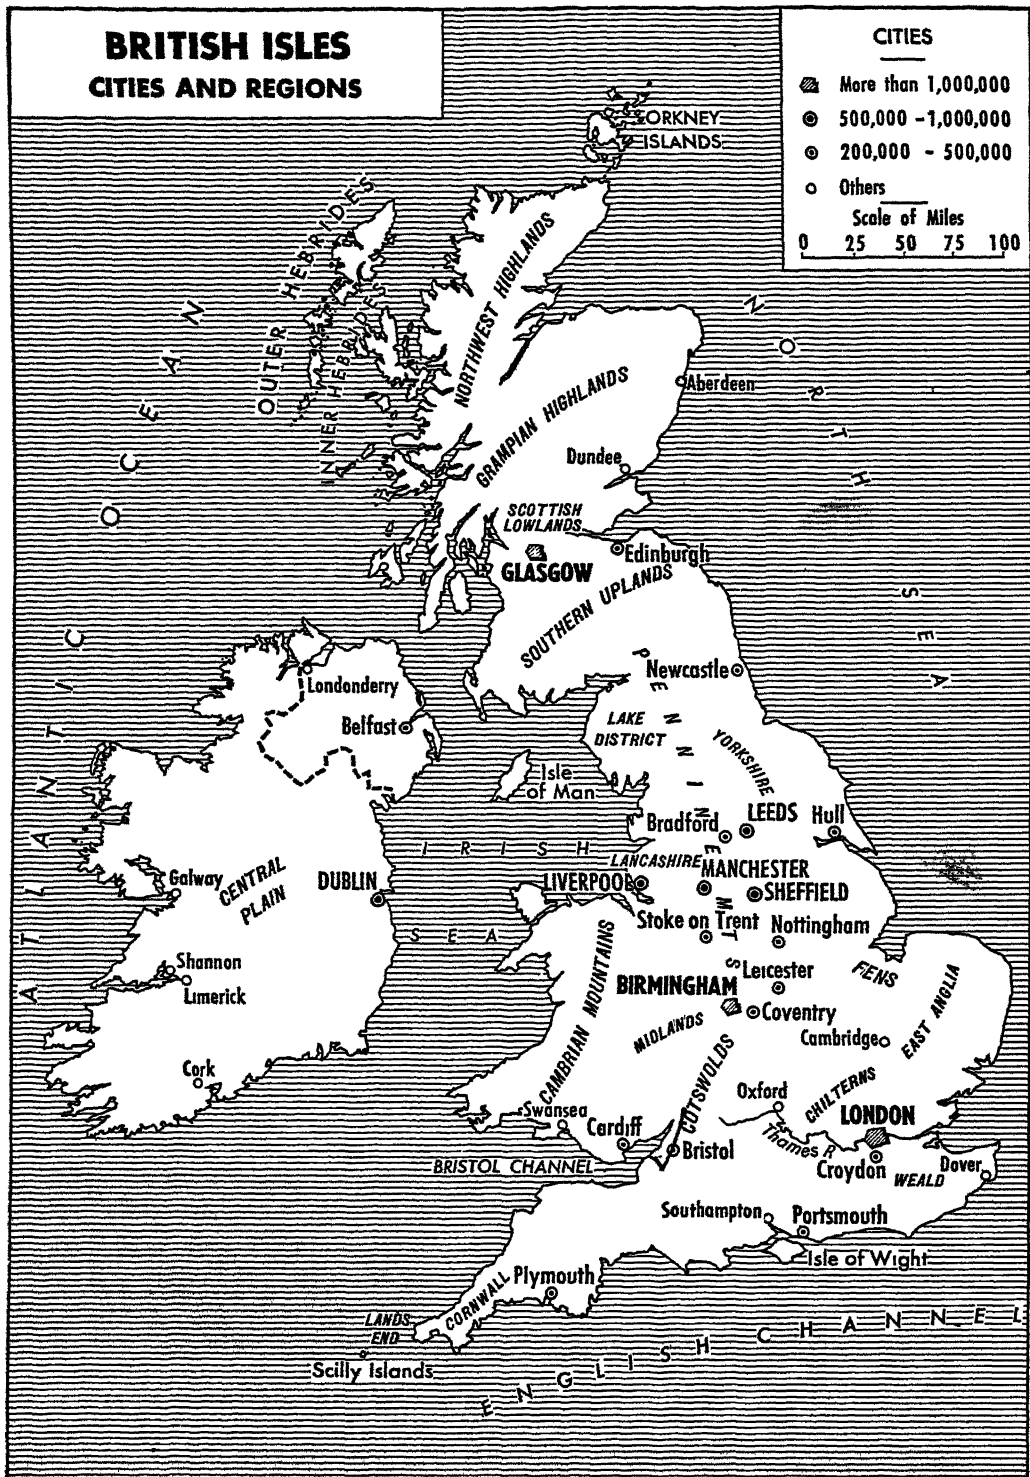 BRITISH ISLES
CITIES AND REGIONS
CITIES
More than 1,000,000
500,000 - 1,000,000
200,000 - 500,000
Others
Scale of Miles
0 25 50 75 100
ORKNEY
ISLANDS
OUTER HEBRIDES
INNER HEBRIDES
NORTHWEST HIGHLANDS
ATLANTIC OCEAN
NORTH SEA
Aberdeen
GRAMPIAN HIGHLANDS
Dundee
SCOTTISH
LOWLANDS
Edinburgh
GLASGOW
SOUTHERN UPLANDS
Newcastle
PENNINE MTS
Londonderry
Belfast
LAKE
DISTRICT
YORKSHIRE
Isle
of Man
Bradford
LEEDS
Hull
IRISH
SEA
LANCASHIRE
MANCHESTER
LIVERPOOL
SHEFFIELD
Galway
CENTRAL
PLAIN
DUBLIN
Stoke on Trent
Nottingham
Shannon
Limerick
CAMBRIAN MOUNTAINS
Leicester
FENS
BIRMINGHAM
Coventry
MIDLANDS
EAST ANGLIA
Cambridge
Cork
COTSWOLDS
Oxford
CHILTERNS
Swansea
Cardiff
LONDON
Thames R
Bristol
BRISTOL CHANNEL
Croydon
WEALD
Dover
Southampton
Portsmouth
Isle of Wight
Plymouth
CORNWALL
LANDS
END
Scilly Islands
ENGLISH CHANNEL